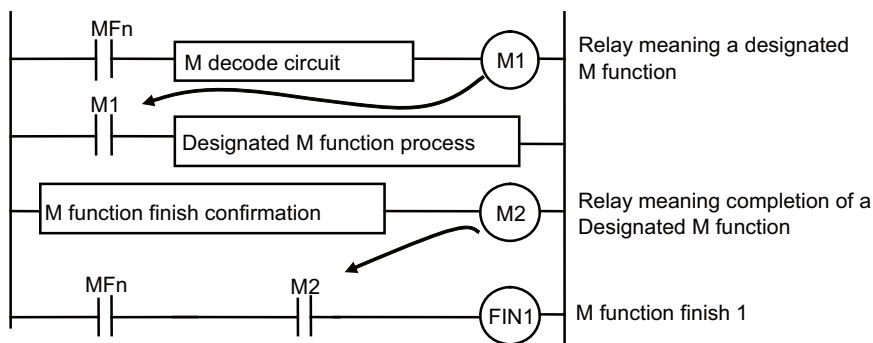 MFn
M decode circuit
M1
Relay meaning a designated
M function
M1
Designated M function process
M function finish confirmation
M2
Relay meaning completion of a
Designated M function
MFn
M2
FIN1
M function finish 1